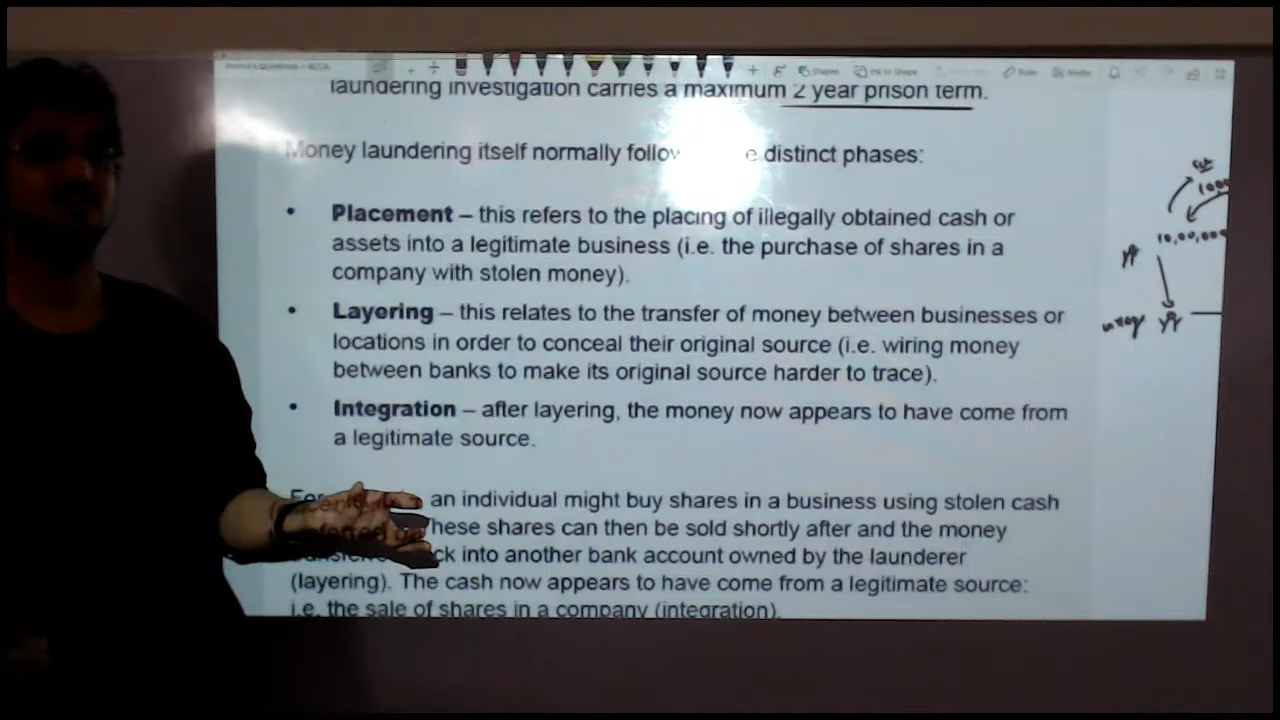 laundering investigation carries a maximum 2 year prison term.
Shapes Ink to Shape Ruler
Money laundering itself normally follow e distinct phases:
• Placement – this refers to the placing of illegally obtained cash or
assets into a legitimate business (i.e. the purchase of shares in a
company with stolen money).
• Layering – this relates to the transfer of money between businesses or
locations in order to conceal their original source (i.e. wiring money
between banks to make its original source harder to trace).
• Integration – after layering, the money now appears to have come from
a legitimate source.
an individual might buy shares in a business using stolen cash
These shares can then be sold shortly after and the money
ck into another bank account owned by the launderer
(layering). The cash now appears to have come from a legitimate source:
i.e. the sale of shares in a company (integration).
1000
10,00,000